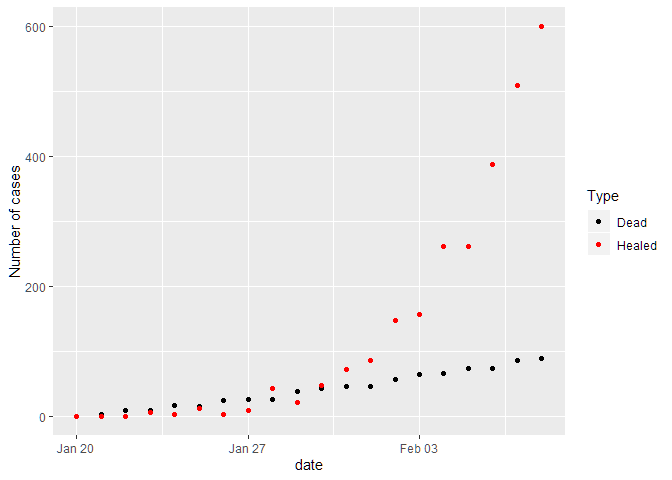 600
400
200
0
Number of cases
Jan 20
Jan 27
Feb 03
date
Type
Dead
Healed